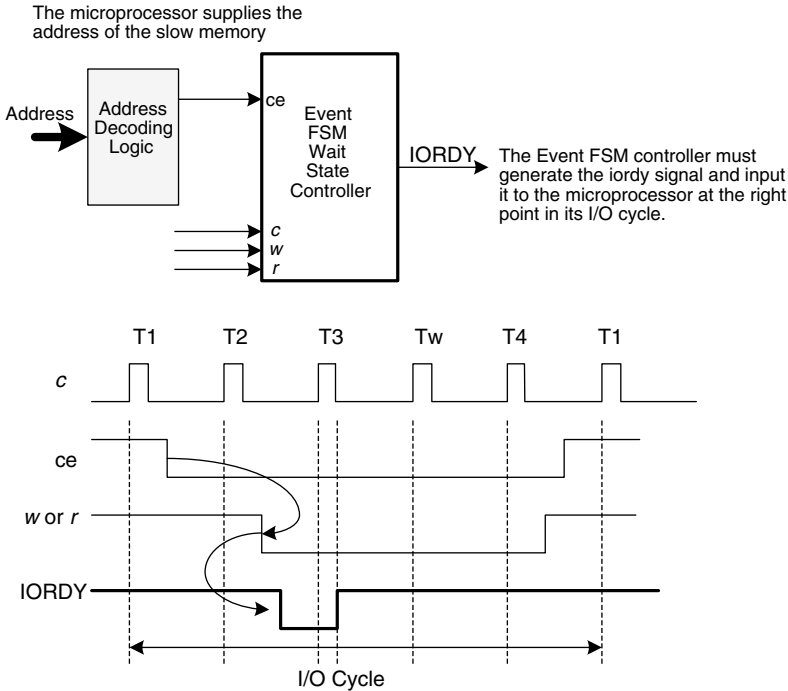 The microprocessor supplies the
address of the slow memory
Address
Address
Decoding
Logic
ce
Event
FSM
Wait
State
Controller
c
w
r
IORDY
The Event FSM controller must
generate the iordy signal and input
it to the microprocessor at the right
point in its I/O cycle.
T1 T2 T3 Tw T4 T1
c
ce
w or r
IORDY
I/O Cycle